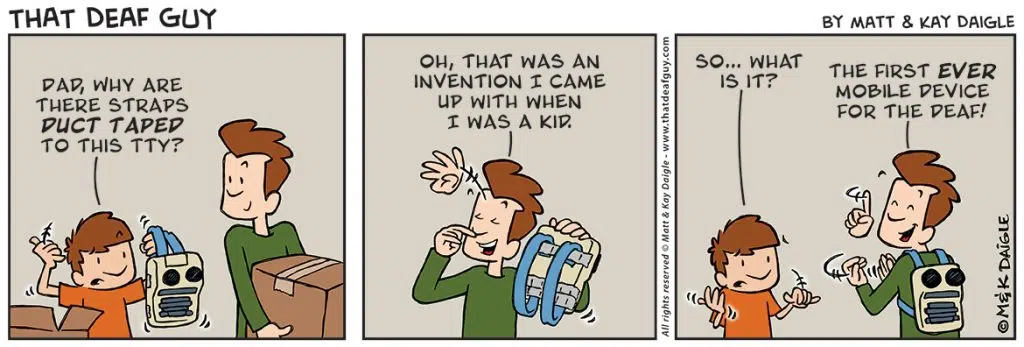 THAT DEAF GUY
BY MATT & KAY DAIGLE
DAD, WHY ARE
THERE STRAPS
DUCT TAPED
TO THIS TTY?
OH, THAT WAS AN
INVENTION I CAME
UP WITH WHEN
I WAS A KID.
All rights reserved © Matt & Kay Daigle - www.thatdeafguy.com
SO... WHAT
IS IT?
THE FIRST EVER
MOBILE DEVICE
FOR THE DEAF!
© M&K DAIGLE